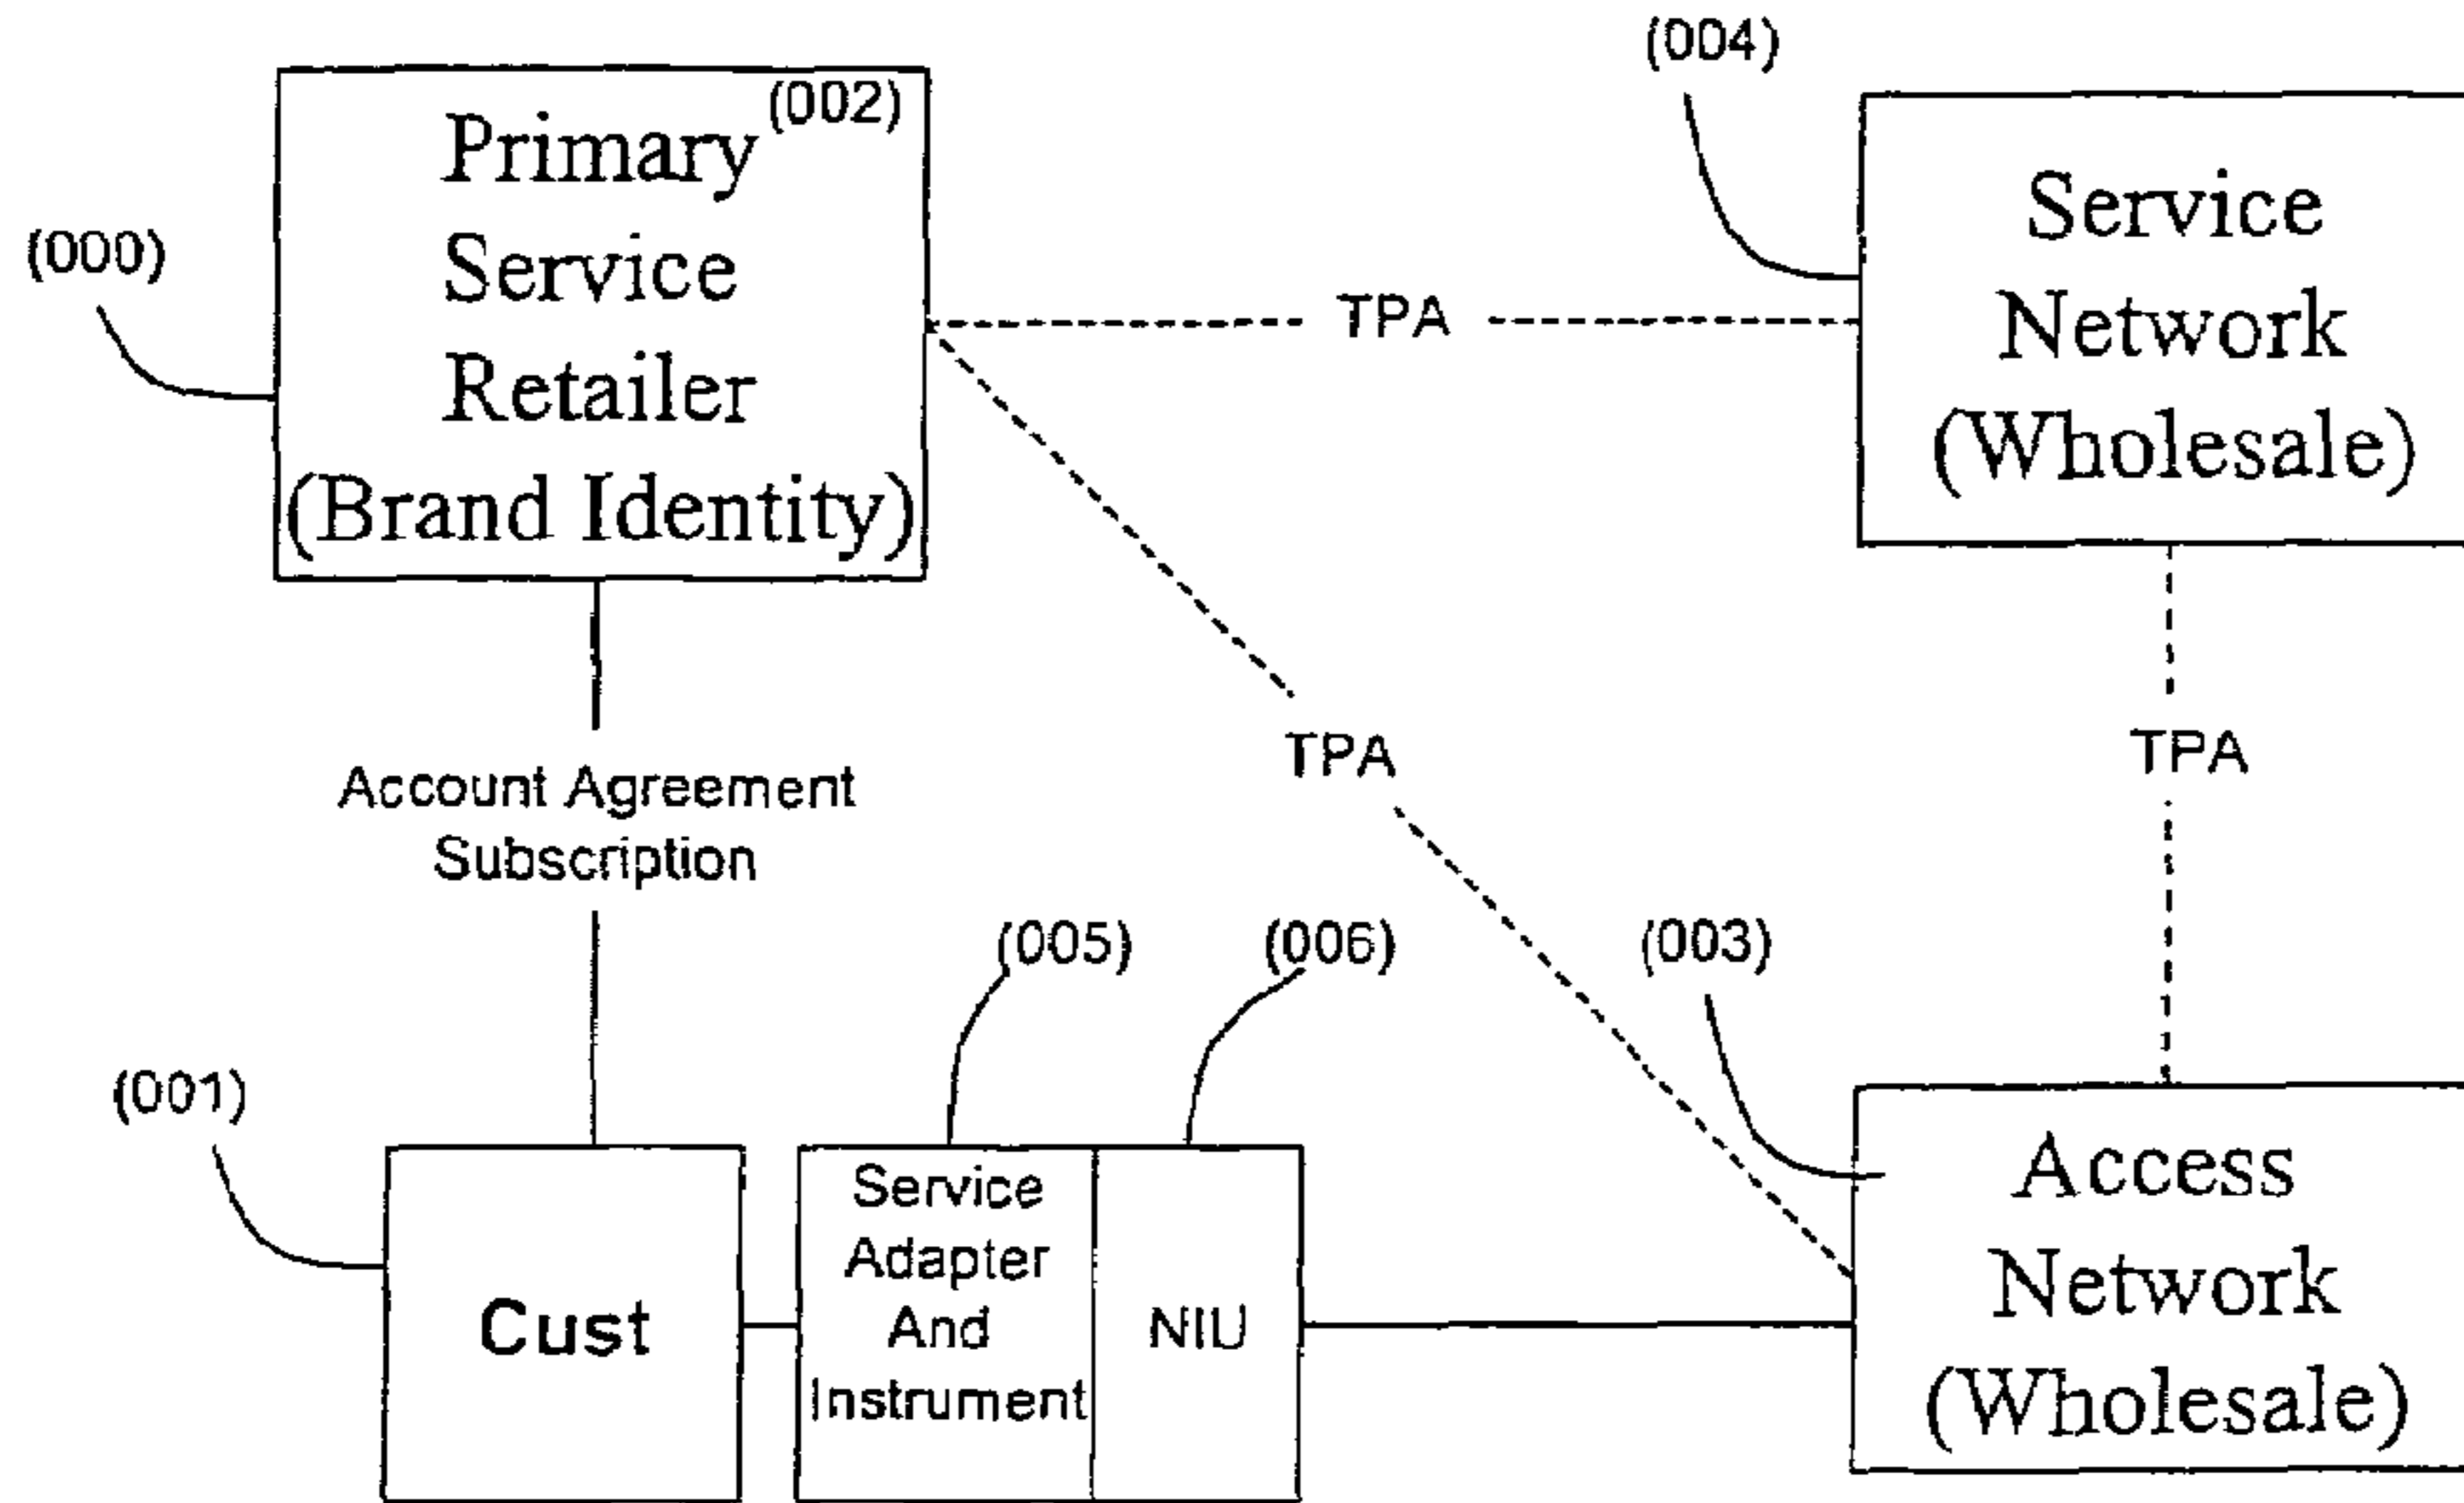 (004)
(002)
Primary
Service
Retailer
(Brand Identity)
(000)
Service
Network
(Wholesale)
TPA
TPA
TPA
Account Agreement
Subscription
(005)
(006)
(003)
(001)
Cust
Service
Adapter
And
Instrument
NIU
Access
Network
(Wholesale)